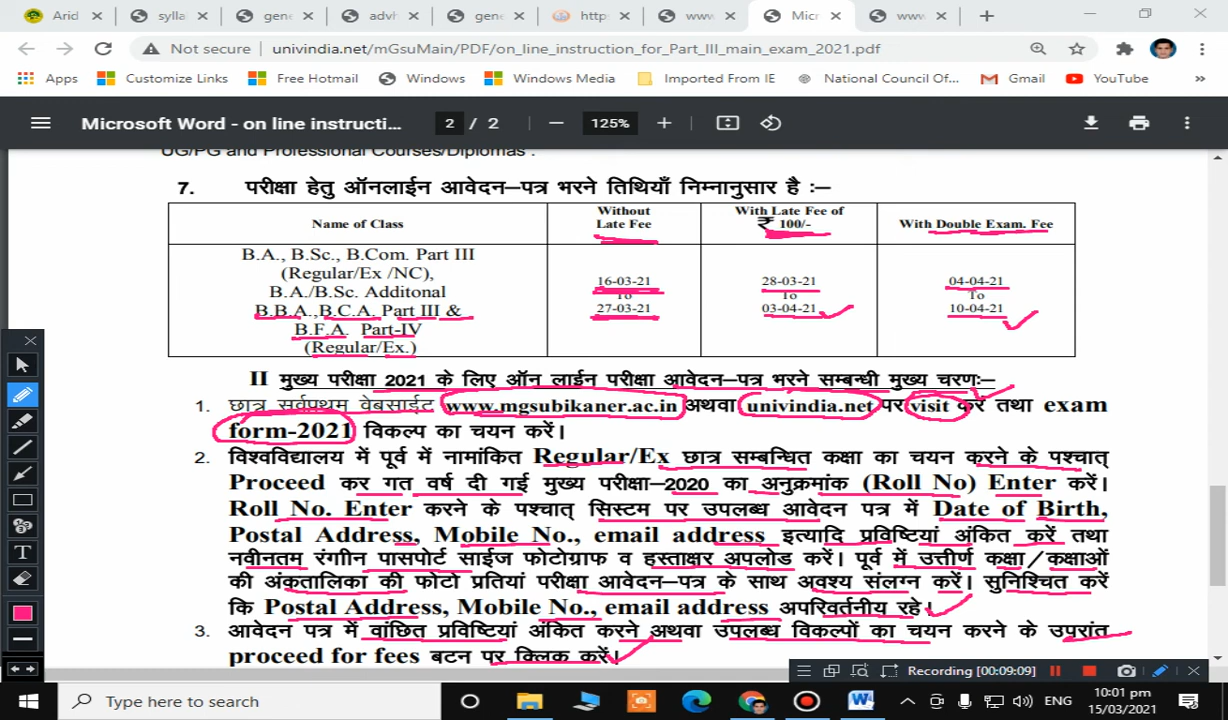 Arid
sylla
gene
adve
gene
http
www
Micr
www
Not secure
univindia.net/mGsuMain/PDF/on_line_instruction_for_Part_III_main_exam_2021.pdf
Apps
Customize Links
Free Hotmail
Windows
Windows Media
Imported From IE
National Council Of...
Gmail
YouTube
»
Microsoft Word - on line instructi...
2 / 2
125%
UG/PG and Professional Courses/Diplomas .
7. परीक्षा हेतु ऑनलाईन आवेदन–पत्र भरने तिथियाँ निम्नानुसार है :–
Name of Class
Without
Late Fee
With Late Fee of
₹ 100/-
With Double Exam. Fee
B.A., B.Sc., B.Com. Part III
(Regular/Ex /NC),
B.A./B.Sc. Additonal
B.B.A.,B.C.A. Part III &
B.F.A. Part-IV
(Regular/Ex.)
16-03-21
To
27-03-21
28-03-21
To
03-04-21
04-04-21
To
10-04-21
II मुख्य परीक्षा 2021 के लिए ऑन लाईन परीक्षा आवेदन–पत्र भरने सम्बन्धी मुख्य चरणः–
1. छात्र सर्वप्रथम वेबसाईट www.mgsubikaner.ac.in अथवा univindia.net पर visit करें तथा exam
form-2021 विकल्प का चयन करें।
2. विश्वविद्यालय में पूर्व में नामांकित Regular/Ex छात्र सम्बन्धित कक्षा का चयन करने के पश्चात्
Proceed कर गत वर्ष दी गई मुख्य परीक्षा–2020 का अनुक्रमांक (Roll No) Enter करें।
Roll No. Enter करने के पश्चात् सिस्टम पर उपलब्ध आवेदन पत्र में Date of Birth,
Postal Address, Mobile No., email address इत्यादि प्रविष्टियां अंकित करें तथा
नवीनतम रंगीन पासपोर्ट साईज फोटोग्राफ व हस्ताक्षर अपलोड करें। पूर्व में उत्तीर्ण कक्षा/कक्षाओं
की अंकतालिका की फोटो प्रतियां परीक्षा आवेदन–पत्र के साथ अवश्य संलग्न करें। सुनिश्चित करें
कि Postal Address, Mobile No., email address अपरिवर्तनीय रहे।
3. आवेदन पत्र में वांछित प्रविष्टियां अंकित करने अथवा उपलब्ध विकल्पों का चयन करने के उपरांत
proceed for fees बटन पर क्लिक करें।
Recording [00:09:09]
Type here to search
ENG
10:01 pm
15/03/2021